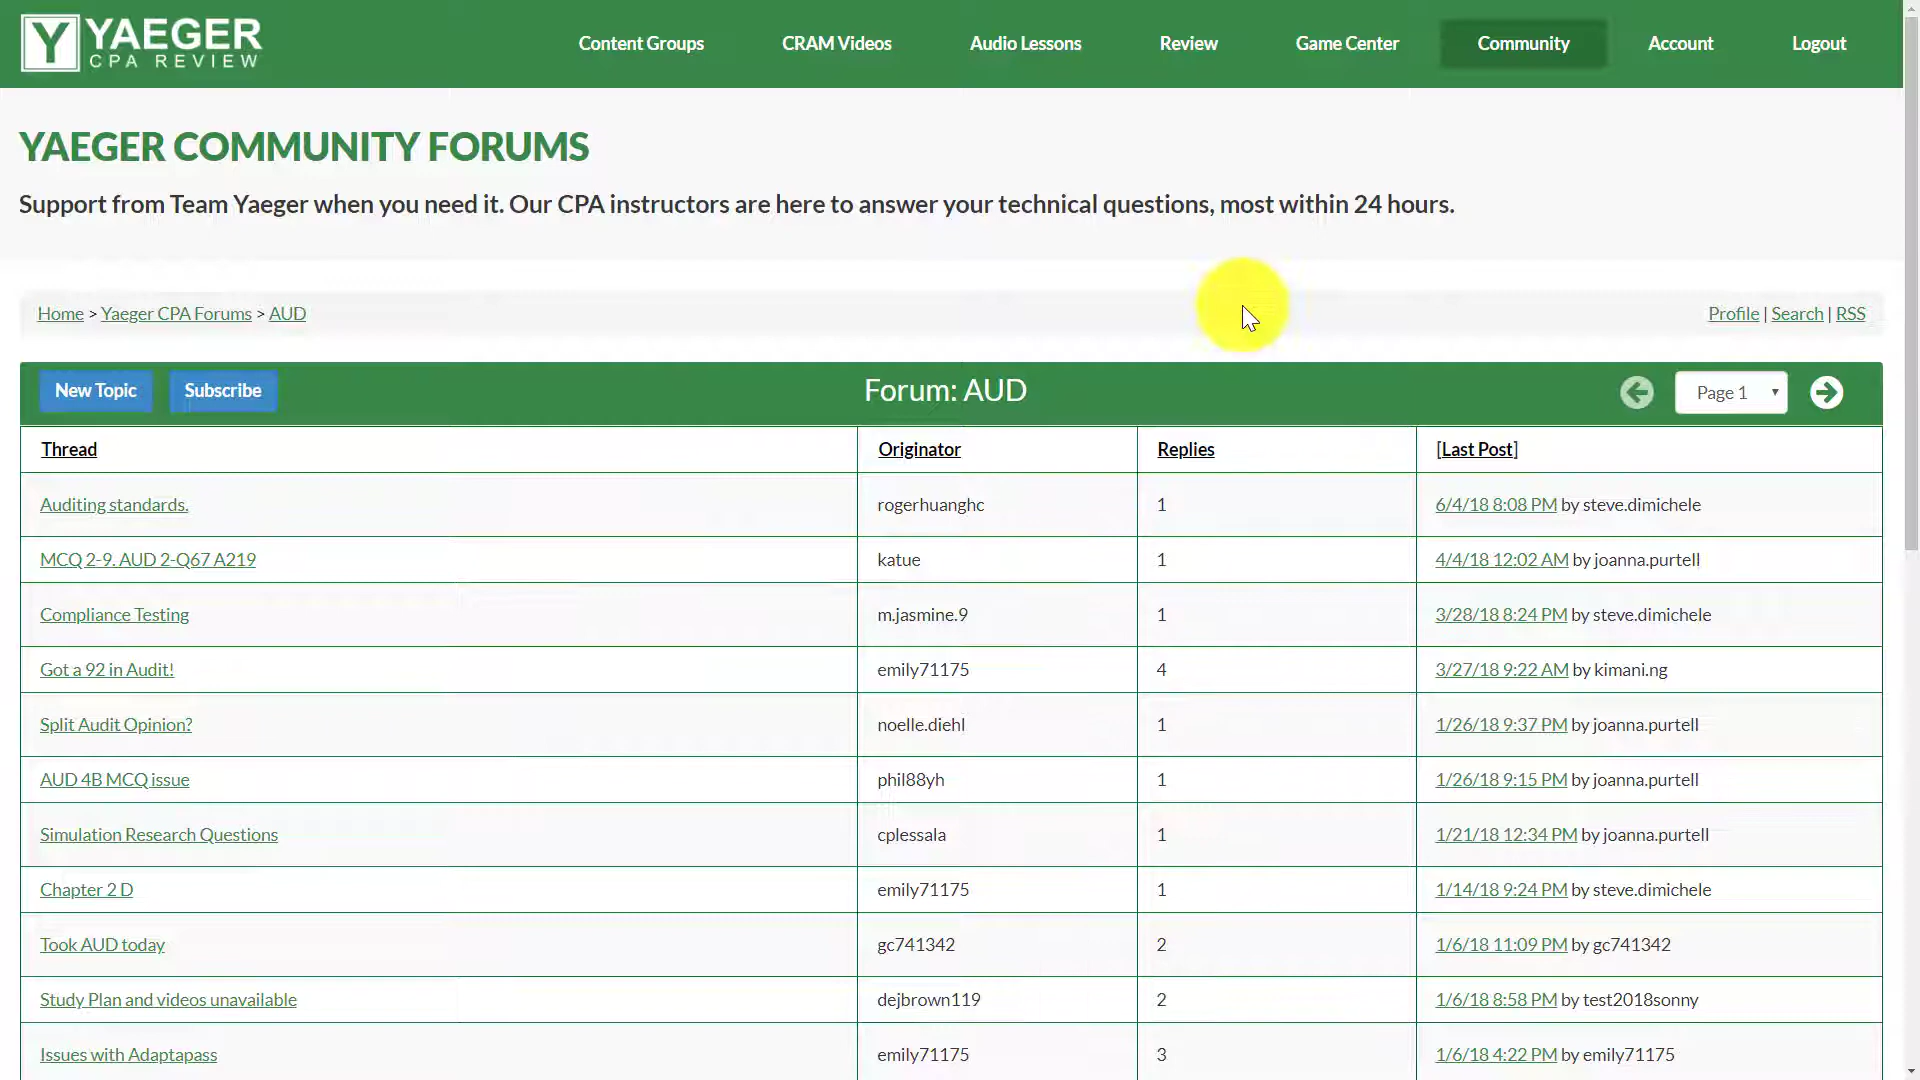 Y YAEGER
CPA REVIEW
Content Groups CRAM Videos Audio Lessons Review Game Center Community Account Logout
YAEGER COMMUNITY FORUMS
Support from Team Yaeger when you need it. Our CPA instructors are here to answer your technical questions, most within 24 hours.
Home > Yaeger CPA Forums > AUD Profile | Search | RSS
New Topic Subscribe Forum: AUD Page 1
Thread Originator Replies [Last Post]
Auditing standards. rogerhuanghc 1 6/4/18 8:08 PM by steve.dimichele
MCQ 2-9. AUD 2-Q67 A219 katue 1 4/4/18 12:02 AM by joanna.purtell
Compliance Testing m.jasmine.9 1 3/28/18 8:24 PM by steve.dimichele
Got a 92 in Audit! emily71175 4 3/27/18 9:22 AM by kimani.ng
Split Audit Opinion? noelle.diehl 1 1/26/18 9:37 PM by joanna.purtell
AUD 4B MCQ issue phil88yh 1 1/26/18 9:15 PM by joanna.purtell
Simulation Research Questions cplessala 1 1/21/18 12:34 PM by joanna.purtell
Chapter 2 D emily71175 1 1/14/18 9:24 PM by steve.dimichele
Took AUD today gc741342 2 1/6/18 11:09 PM by gc741342
Study Plan and videos unavailable dejbrown119 2 1/6/18 8:58 PM by test2018sonny
Issues with Adaptapass emily71175 3 1/6/18 4:22 PM by emily71175